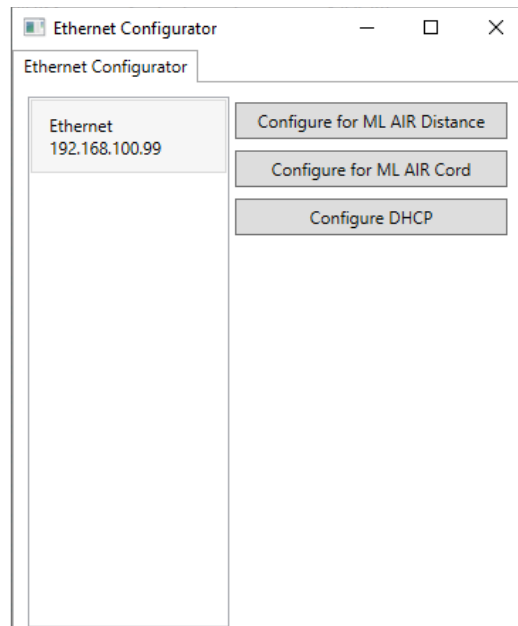 Ethernet Configurator
Ethernet Configurator
Ethernet
192.168.100.99
Configure for ML AIR Distance
Configure for ML AIR Cord
Configure DHCP